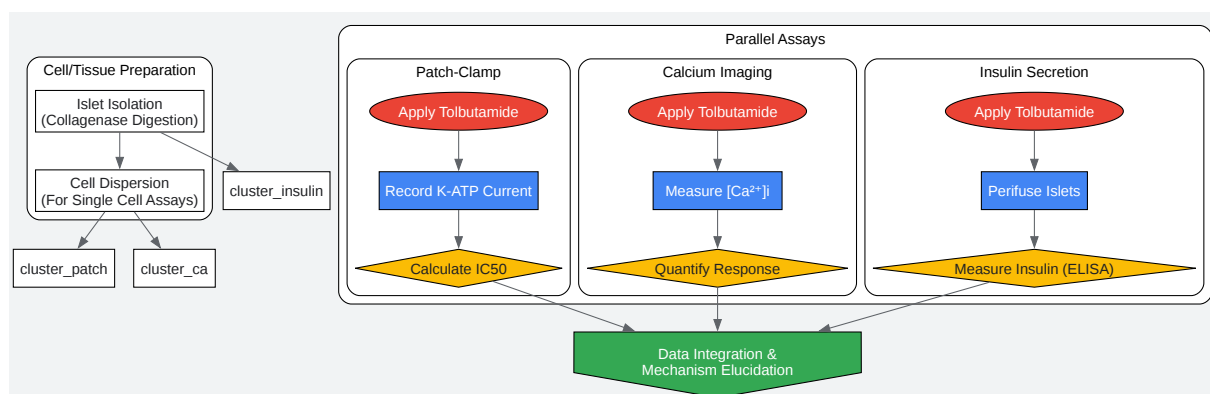 Cell/Tissue Preparation
Islet Isolation
(Collagenase Digestion)
Cell Dispersion
(For Single Cell Assays)
cluster_insulin
cluster_patch
cluster_ca
Parallel Assays
Patch-Clamp
Apply Tolbutamide
Record K-ATP Current
Calculate IC50
Calcium Imaging
Apply Tolbutamide
Measure [Ca²⁺]i
Quantify Response
Insulin Secretion
Apply Tolbutamide
Perifuse Islets
Measure Insulin (ELISA)
Data Integration &
Mechanism Elucidation